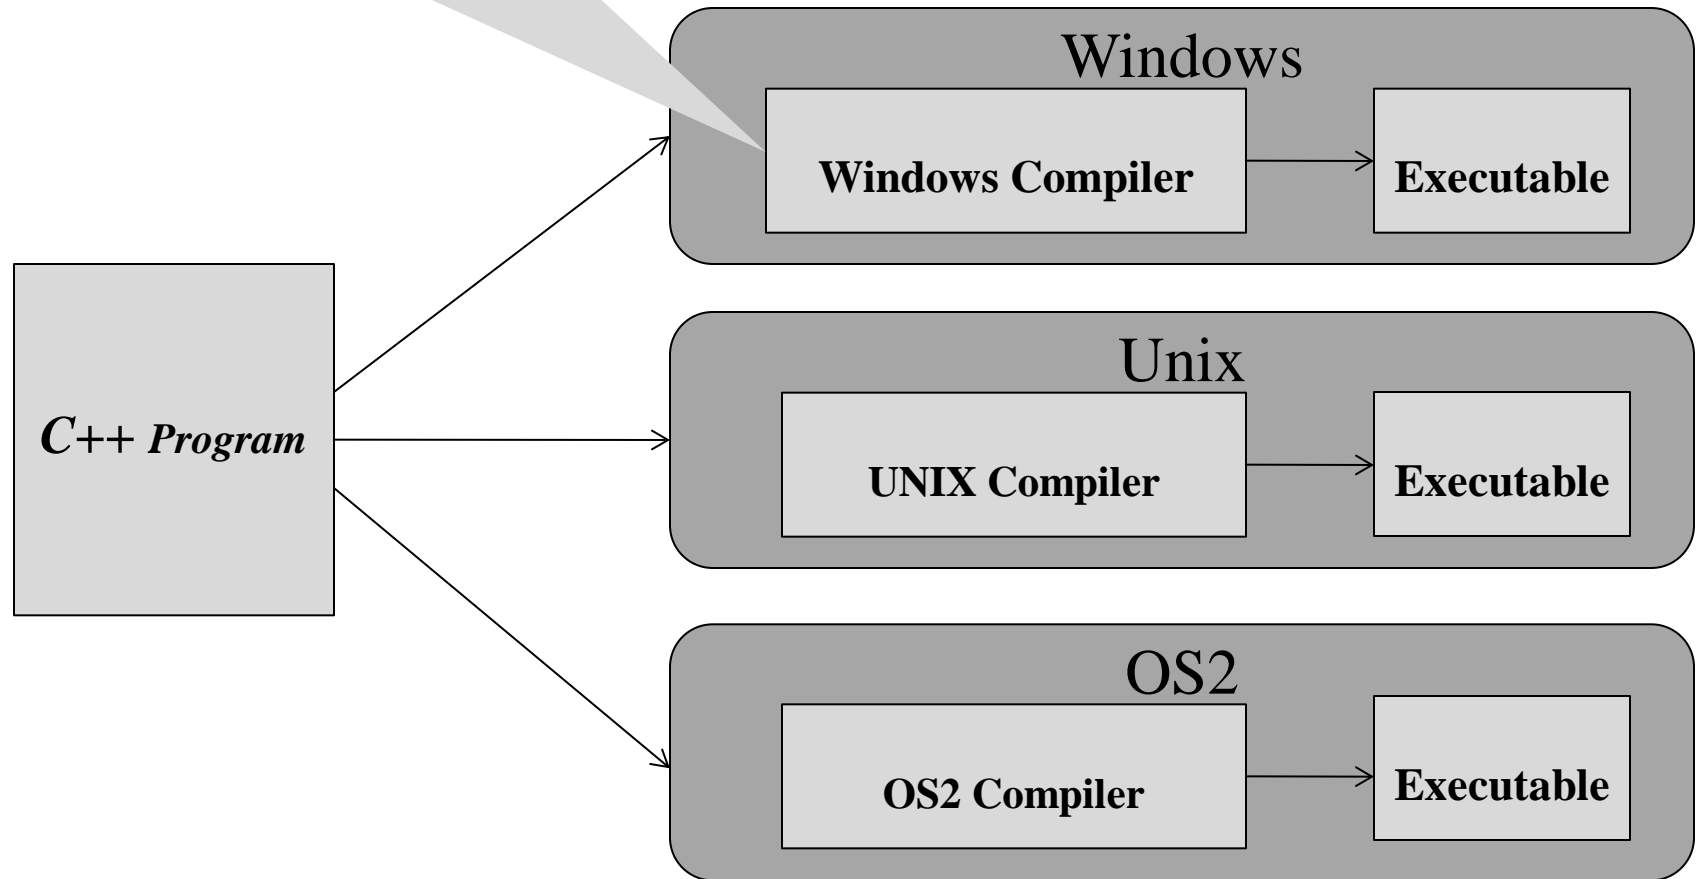 Windows
Windows Compiler
Executable
C++ Program
Unix
UNIX Compiler
Executable
OS2
OS2 Compiler
Executable